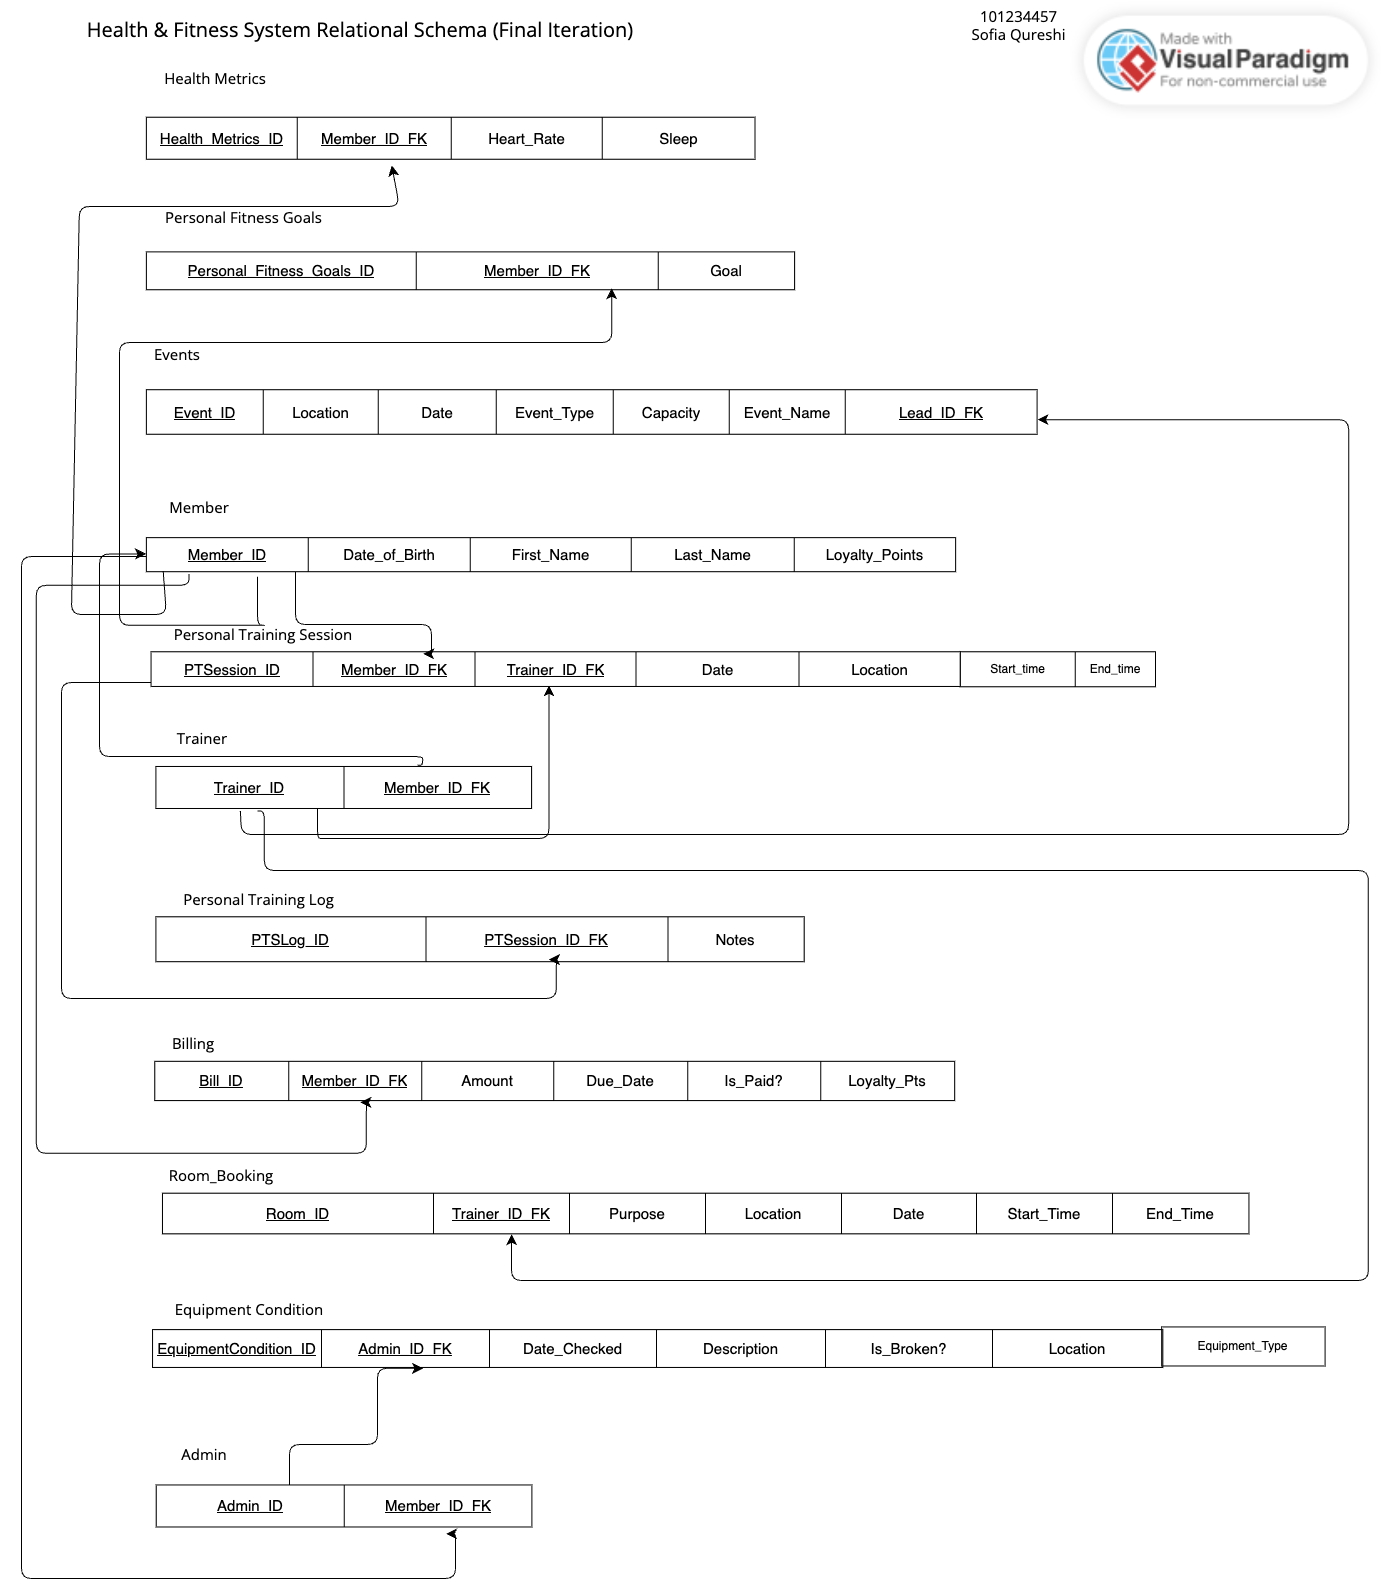 Health & Fitness System Relational Schema (Final Iteration)
101234457
Sofia Qureshi
Made with
Visual Paradigm
For non-commercial use
Health Metrics
Health_Metrics_ID Member_ID_FK Heart_Rate Sleep
Personal Fitness Goals
Personal_Fitness_Goals_ID Member_ID_FK Goal
Events
Event_ID Location Date Event_Type Capacity Event_Name Lead_ID_FK
Member
Member_ID Date_of_Birth First_Name Last_Name Loyalty_Points
Personal Training Session
PTSession_ID Member_ID_FK Trainer_ID_FK Date Location Start_time End_time
Trainer
Trainer_ID Member_ID_FK
Personal Training Log
PTSLog_ID PTSession_ID_FK Notes
Billing
Bill_ID Member_ID_FK Amount Due_Date Is_Paid? Loyalty_Pts
Room_Booking
Room_ID Trainer_ID_FK Purpose Location Date Start_Time End_Time
Equipment Condition
EquipmentCondition_ID Admin_ID_FK Date_Checked Description Is_Broken? Location Equipment_Type
Admin
Admin_ID Member_ID_FK